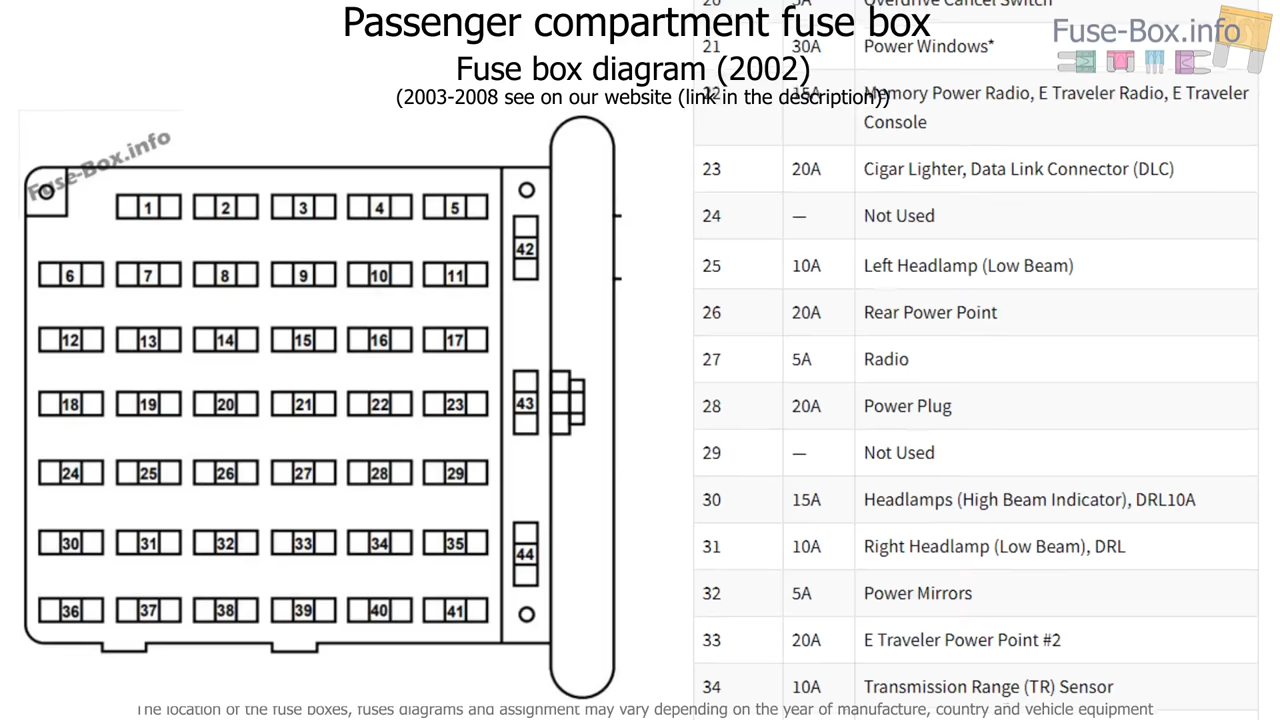 Passenger compartment fuse box
Fuse box diagram (2002)
(2003-2008 see on our website (link in the description))
Fuse-Box.info
Fuse-Box.info
1 2 3 4 5
6 7 8 9 10 11
12 13 14 15 16 17
18 19 20 21 22 23
24 25 26 27 28 29
30 31 32 33 34 35
36 37 38 39 40 41
42
43
44
20 5A Overdrive Cancel Switch
21 30A Power Windows*
22 15A Memory Power Radio, E Traveler Radio, E Traveler
Console
23 20A Cigar Lighter, Data Link Connector (DLC)
24 — Not Used
25 10A Left Headlamp (Low Beam)
26 20A Rear Power Point
27 5A Radio
28 20A Power Plug
29 — Not Used
30 15A Headlamps (High Beam Indicator), DRL10A
31 10A Right Headlamp (Low Beam), DRL
32 5A Power Mirrors
33 20A E Traveler Power Point #2
34 10A Transmission Range (TR) Sensor
The location of the fuse boxes, fuses diagrams and assignment may vary depending on the year of manufacture, country and vehicle equipment